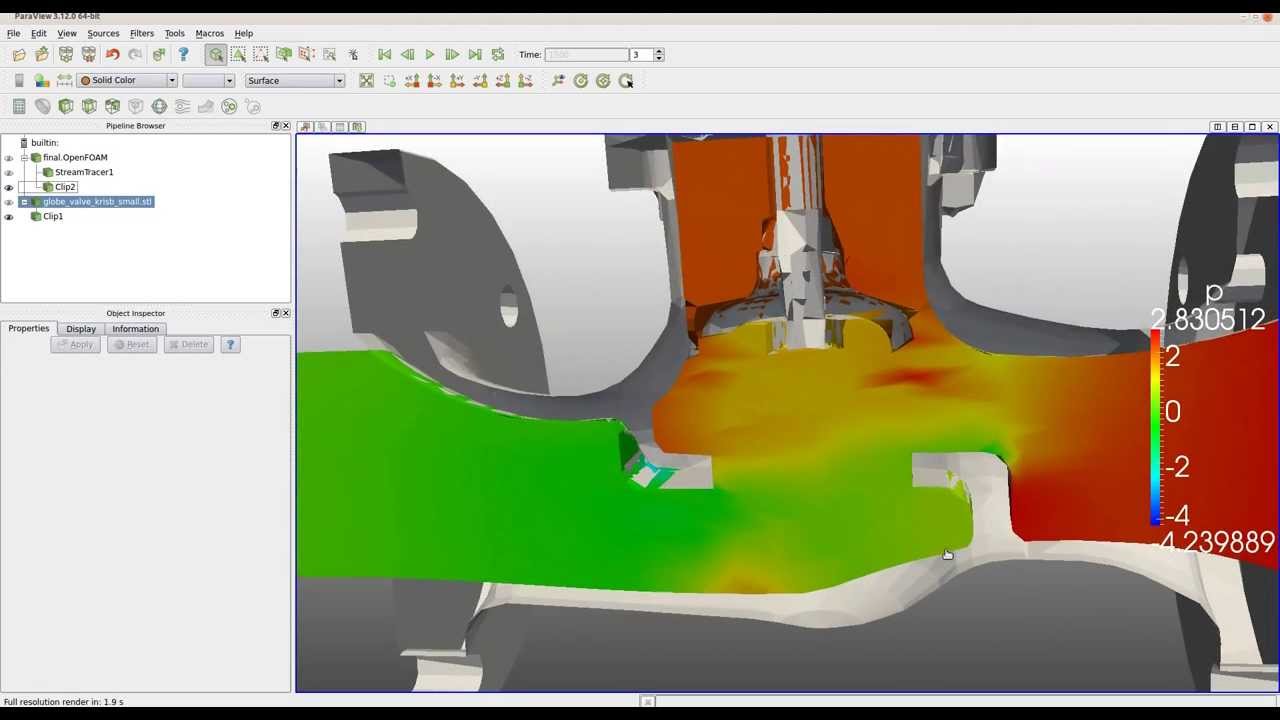 ParaView 3.12.0 64-bit
File Edit View Sources Filters Tools Macros Help
Time: 1500 3
Solid Color Surface
+X -X +Y -Y +Z -Z
Pipeline Browser
builtin:
final.OpenFOAM
StreamTracer1
Clip2
globe_valve_krisb_small.stl
Clip1
Object Inspector
Properties Display Information
Apply Reset Delete ?
p
2.830512
2
0
-2
-4
-4.239889
Full resolution render in: 1.9 s